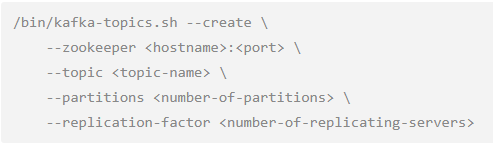 /bin/kafka-topics.sh --create \
    --zookeeper <hostname>:<port> \
    --topic <topic-name> \
    --partitions <number-of-partitions> \
    --replication-factor <number-of-replicating-servers>